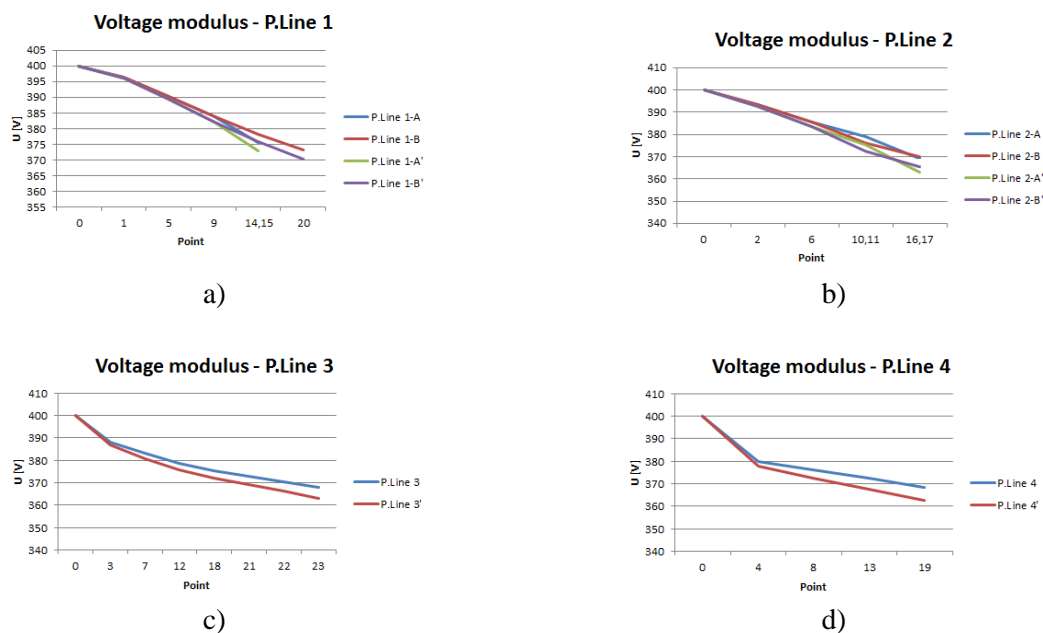 Voltage modulus - P.Line 1
405
400
395
390
385
380
375
370
365
360
355
U [V]
0 1 5 9 14,15 20
Point
P.Line 1-A
P.Line 1-B
P.Line 1-A'
P.Line 1-B'
a)
Voltage modulus - P.Line 2
410
400
390
380
370
360
350
340
U [V]
0 2 6 10,11 16,17
Point
P.Line 2-A
P.Line 2-B
P.Line 2-A'
P.Line 2-B'
b)
Voltage modulus - P.Line 3
410
400
390
380
370
360
350
340
U [V]
0 3 7 12 18 21 22 23
Point
P.Line 3
P.Line 3'
c)
Voltage modulus - P.Line 4
410
400
390
380
370
360
350
340
U [V]
0 4 8 13 19
Point
P.Line 4
P.Line 4'
d)